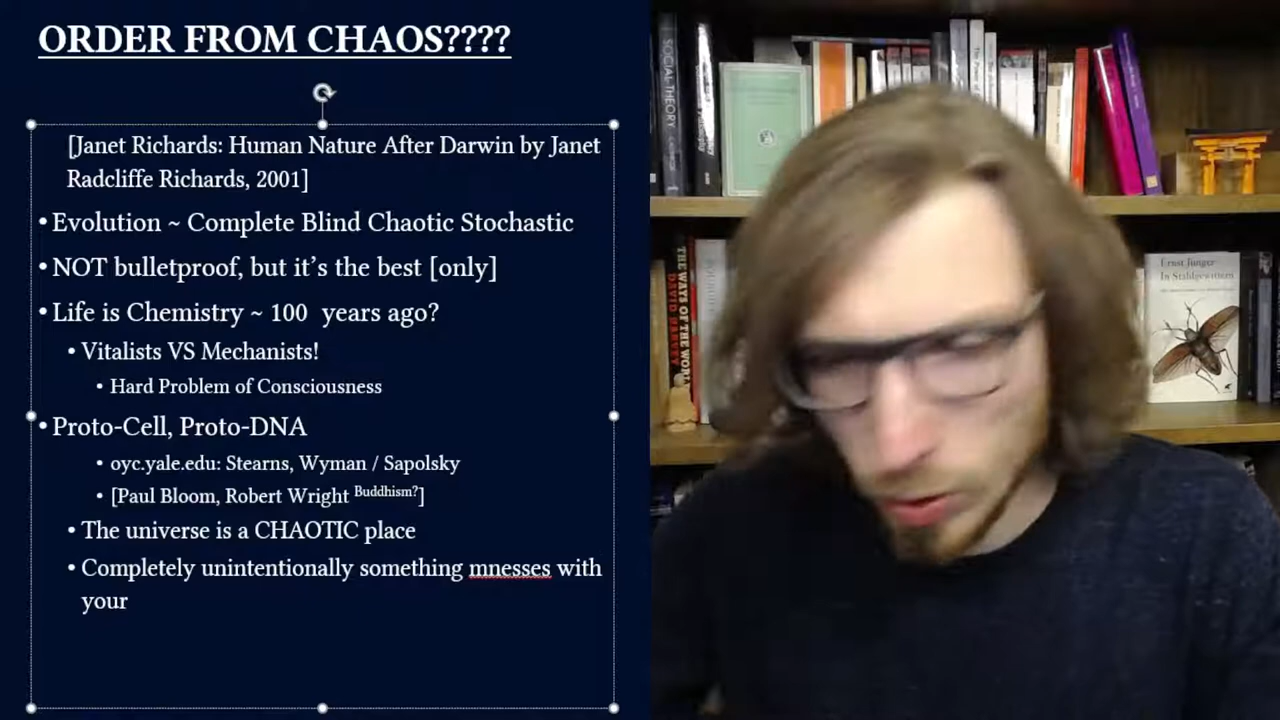 ORDER FROM CHAOS????
[Janet Richards: Human Nature After Darwin by Janet
Radcliffe Richards, 2001]
• Evolution ~ Complete Blind Chaotic Stochastic
• NOT bulletproof, but it’s the best [only]
• Life is Chemistry ~ 100 years ago?
• Vitalists VS Mechanists!
• Hard Problem of Consciousness
• Proto-Cell, Proto-DNA
• oyc.yale.edu: Stearns, Wyman / Sapolsky
• [Paul Bloom, Robert Wright Buddhism?]
• The universe is a CHAOTIC place
• Completely unintentionally something mnesses with
your
SOCIAL THEORY
THE WAYS OF THE WORLD
DAVID HARVEY
Ernst Jünger
In Stahlgewittern